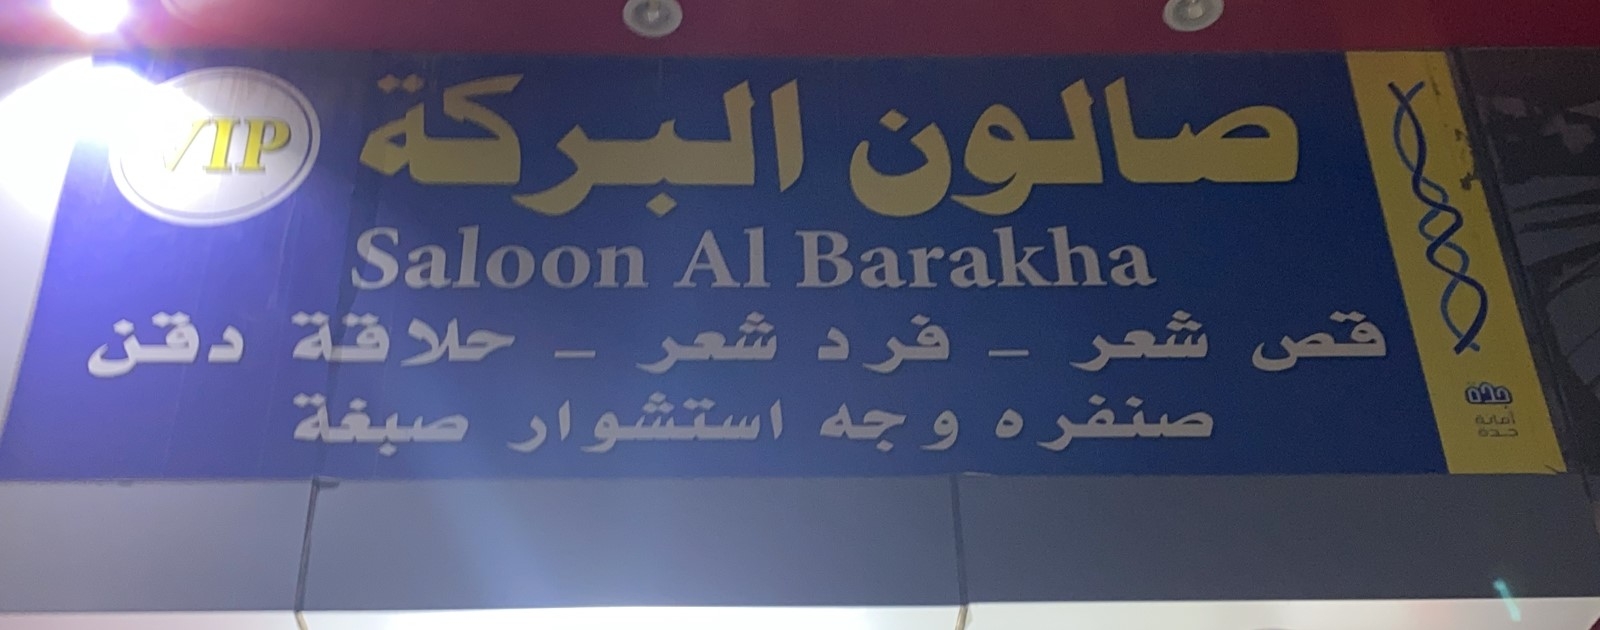 صالون البركة
VIP
Saloon Al Barakha
قص شعر - فرد شعر - حلاقة دقن
صنفره وجه استشوار صبغة
جدة
أمانة
جدة